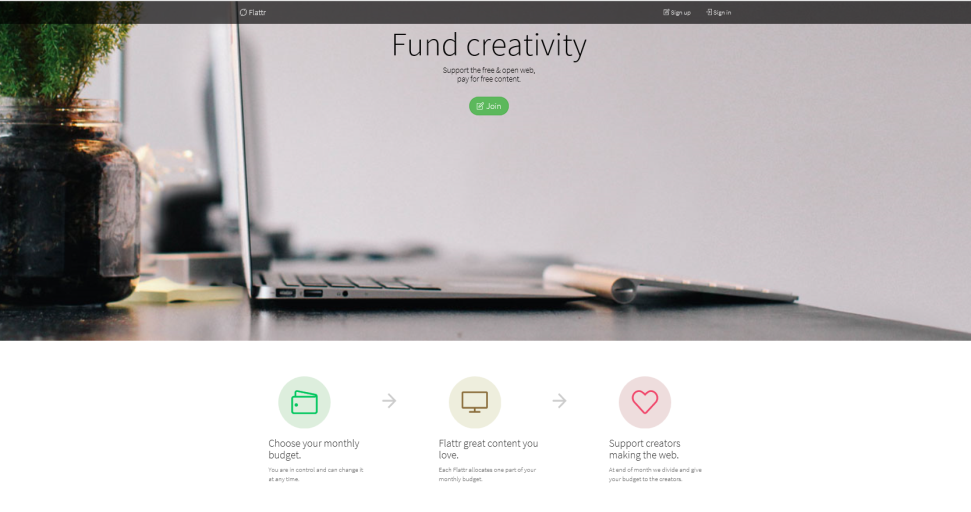 Flattr
Sign up
Sign in
Fund creativity
Support the free & open web,
pay for free content.
Join
Choose your monthly
budget.
You are in control and can change it
at any time.
Flattr great content you
love.
Each Flattr allocates one part of your
monthly budget.
Support creators
making the web.
At end of month we divide and give
your budget to the creators.